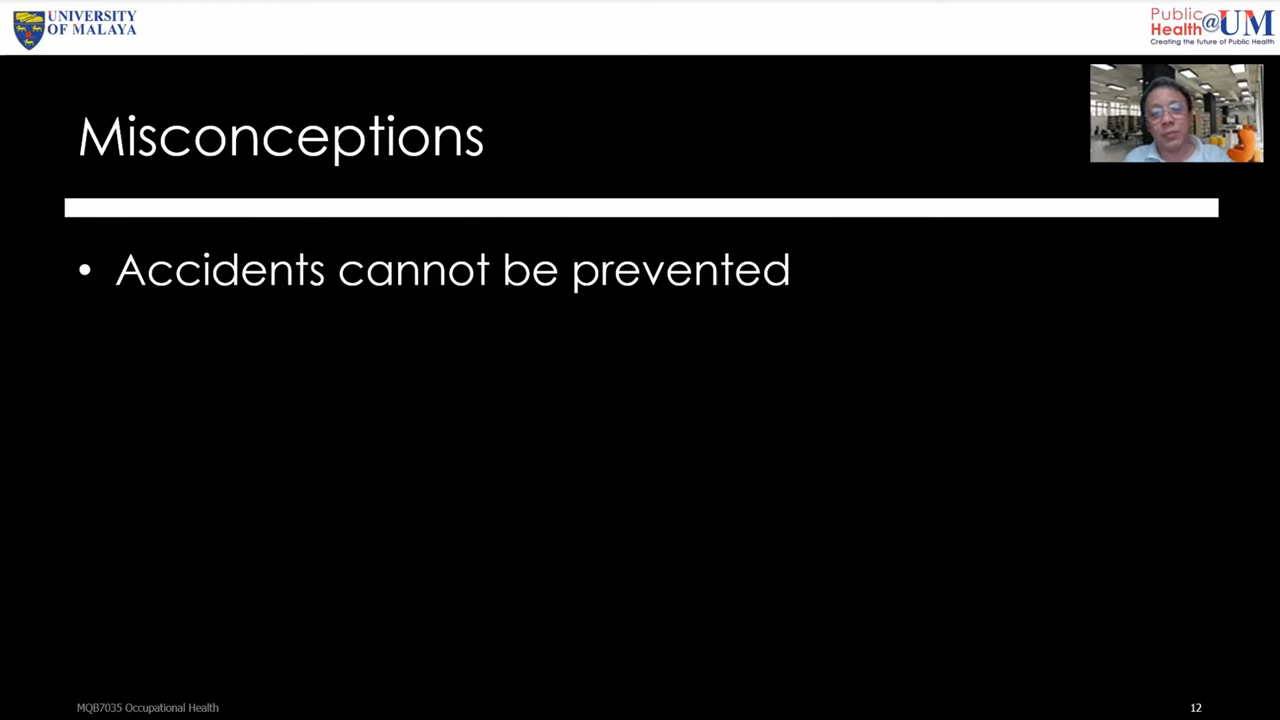 UNIVERSITY
OF MALAYA
Public
Health@UM
Creating the future of Public Health
Misconceptions
• Accidents cannot be prevented
MQB7035 Occupational Health
12